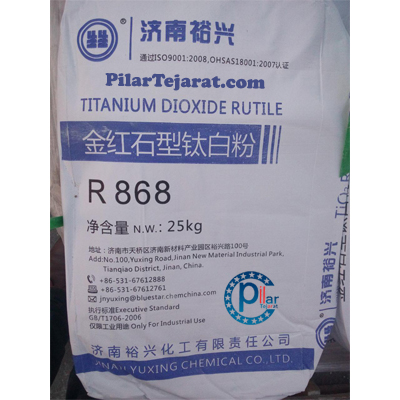 济南裕兴
通过ISO9001:2008,OHSAS18001:2007认证
PilarTejarat.com
TITANIUM DIOXIDE RUTILE
金红石型钛白粉
R 868
净含量 N.W.: 25kg
地址: 济南市天桥区济南新材料产业园区裕兴路100号
Add:No.100,Yuxing Road,Jinan New Material Industrial Park,
Tianqiao District, Jinan, China.
+86-531-67612888
+86-531-67612761
jnyuxing@bluestar.chemchina.com
执行标准Executive Standard
GB/T1706-2006
仅限工业用途 Only For Industrial Use
Pilar
TEJARAT
济南裕兴化工有限责任公司
JINAN YUXING CHEMICAL CO.,LTD.